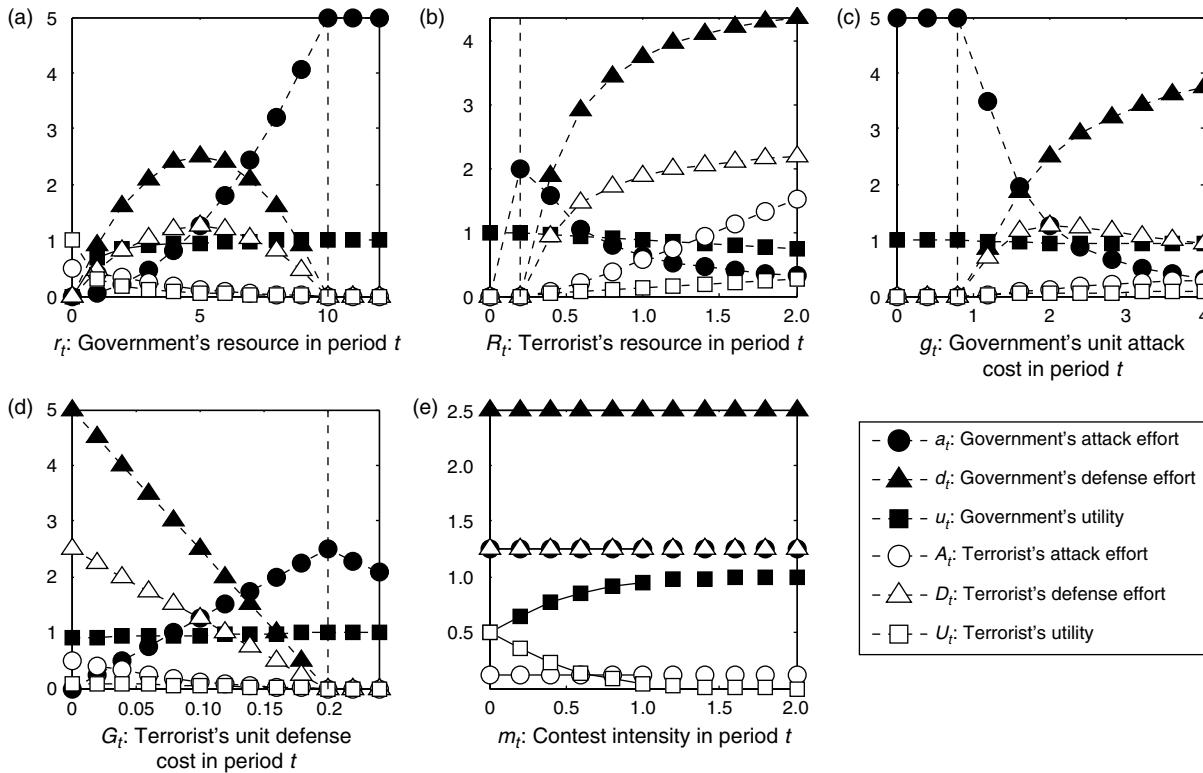 (a)
5
4
3
2
1
0
0
5
10
r_t: Government's resource in period t
(b)
4
3
2
1
0
0
0.5
1.0
1.5
2.0
R_t: Terrorist's resource in period t
(c)
5
4
3
2
1
0
0
1
2
3
4
g_t: Government's unit attack
cost in period t
(d)
5
4
3
2
1
0
0
0.05
0.10
0.15
0.2
G_t: Terrorist's unit defense
cost in period t
(e)
2.5
2.0
1.5
1.25
1.0
0.5
0
0
0.5
1.0
1.5
2.0
m_t: Contest intensity in period t
a_t: Government's attack effort
d_t: Government's defense effort
u_t: Government's utility
A_t: Terrorist's attack effort
D_t: Terrorist's defense effort
U_t: Terrorist's utility